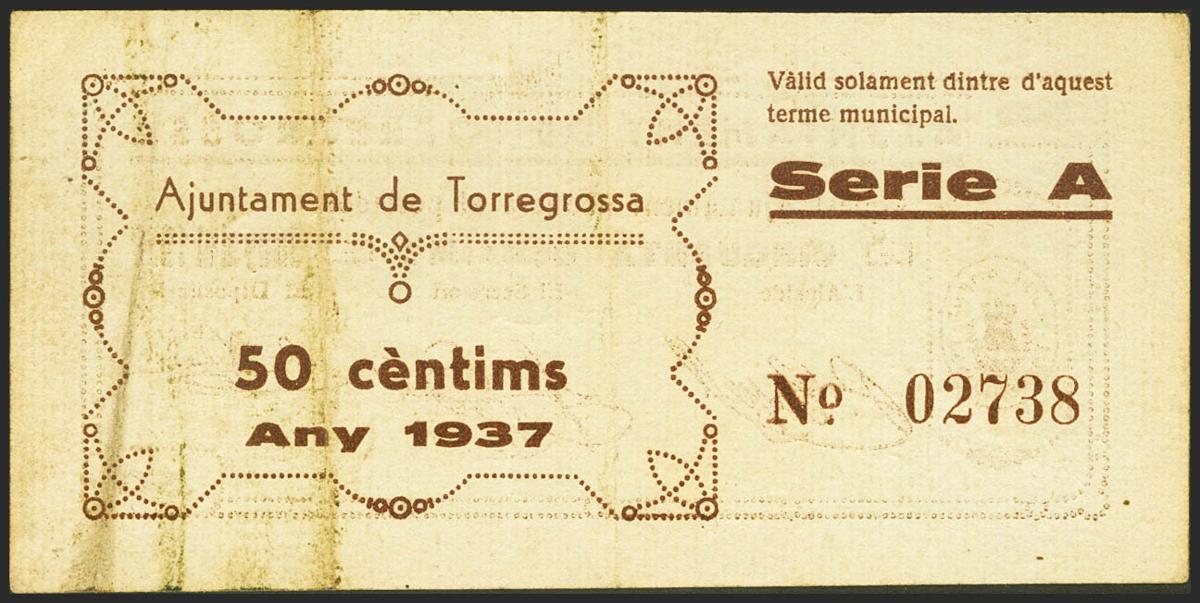 Ajuntament de Torregrossa
50 cèntims
Any 1937
Vàlid solament dintre d'aquest
terme municipal.
Serie A
Nº 02738